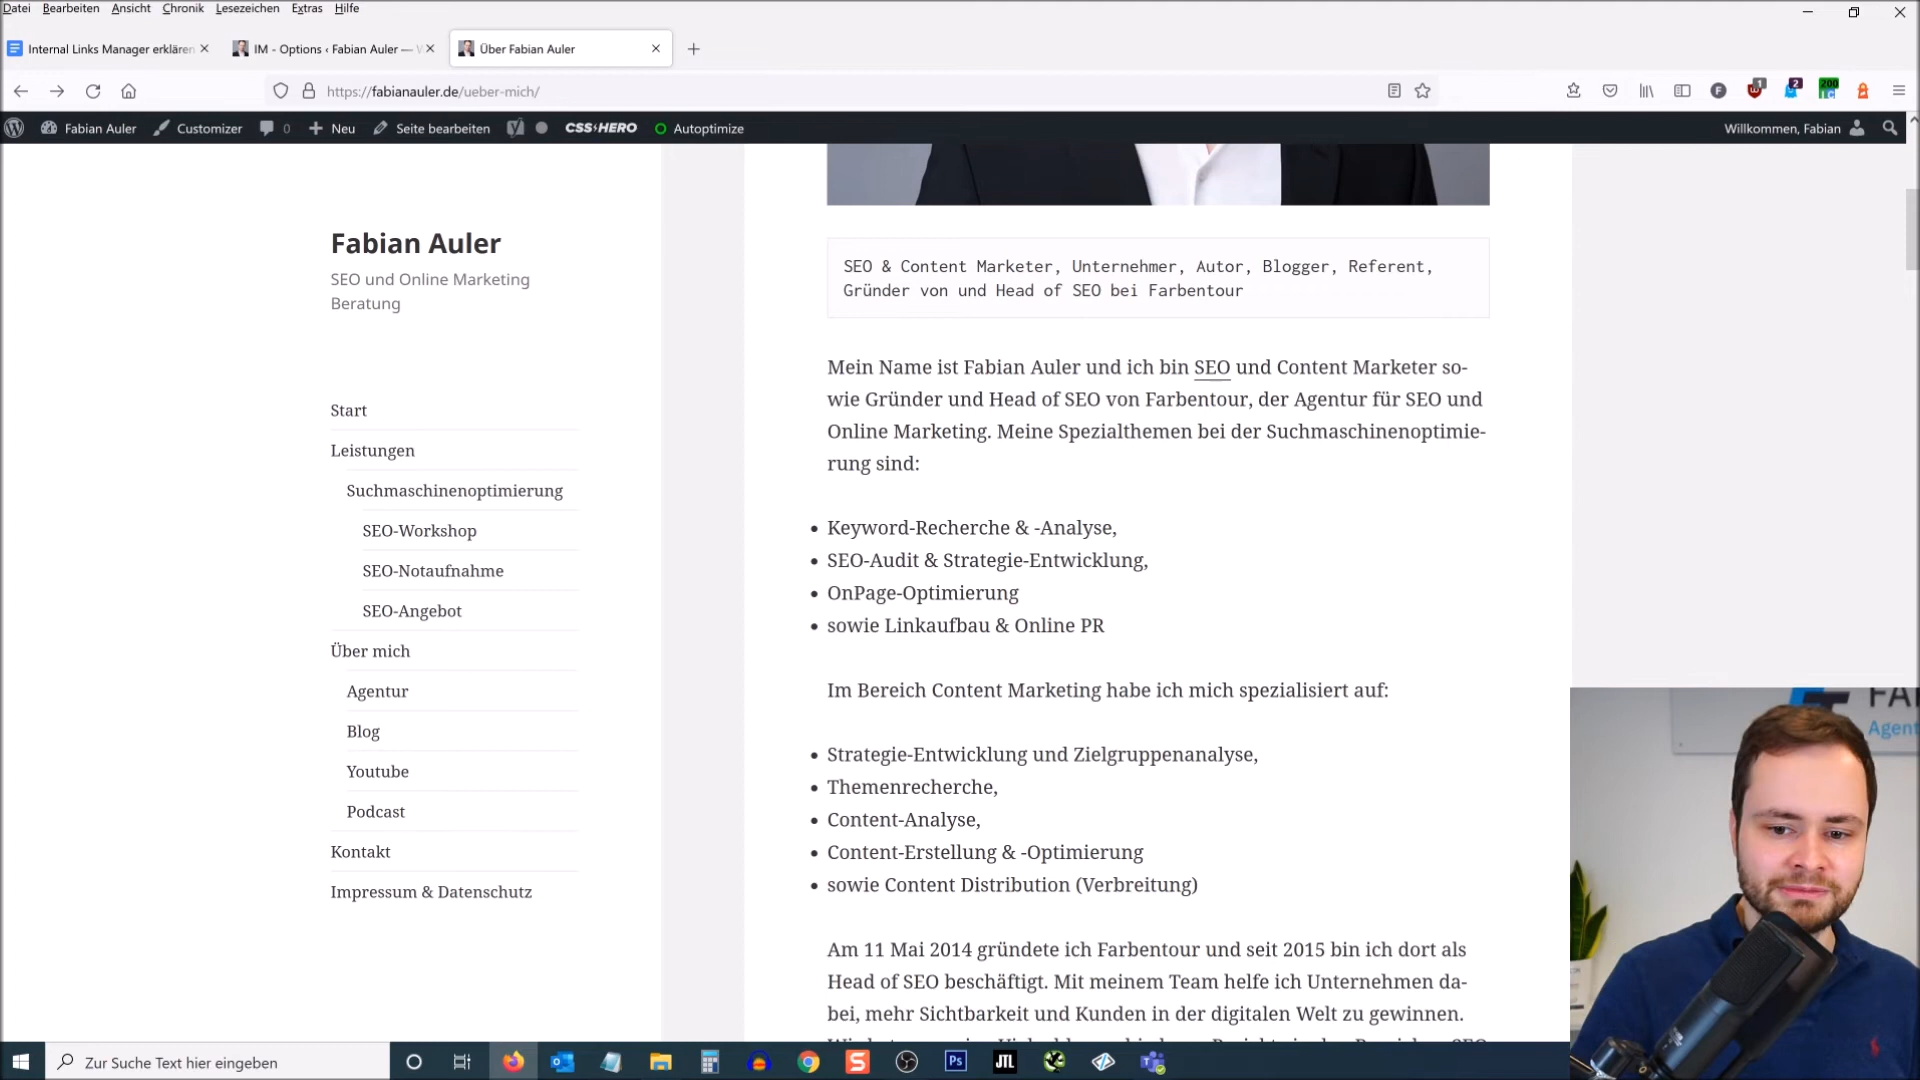 Datei Bearbeiten Ansicht Chronik Lesezeichen Extras Hilfe
Internal Links Manager erklären
IM - Options ‹ Fabian Auler —
Über Fabian Auler
https://fabianauler.de/ueber-mich/
1
2
200
Fabian Auler
Customizer
0
Neu
Seite bearbeiten
CSS HERO
Autoptimize
Willkommen, Fabian
Fabian Auler
SEO und Online Marketing
Beratung
Start
Leistungen
Suchmaschinenoptimierung
SEO-Workshop
SEO-Notaufnahme
SEO-Angebot
Über mich
Agentur
Blog
Youtube
Podcast
Kontakt
Impressum & Datenschutz
SEO & Content Marketer, Unternehmer, Autor, Blogger, Referent,
Gründer von und Head of SEO bei Farbentour
Mein Name ist Fabian Auler und ich bin SEO und Content Marketer so-
wie Gründer und Head of SEO von Farbentour, der Agentur für SEO und
Online Marketing. Meine Spezialthemen bei der Suchmaschinenoptimie-
rung sind:
• Keyword-Recherche & -Analyse,
• SEO-Audit & Strategie-Entwicklung,
• OnPage-Optimierung
• sowie Linkaufbau & Online PR
Im Bereich Content Marketing habe ich mich spezialisiert auf:
• Strategie-Entwicklung und Zielgruppenanalyse,
• Themenrecherche,
• Content-Analyse,
• Content-Erstellung & -Optimierung
• sowie Content Distribution (Verbreitung)
Am 11 Mai 2014 gründete ich Farbentour und seit 2015 bin ich dort als
Head of SEO beschäftigt. Mit meinem Team helfe ich Unternehmen da-
bei, mehr Sichtbarkeit und Kunden in der digitalen Welt zu gewinnen.
FA
Agent
Zur Suche Text hier eingeben
Ps
JTL